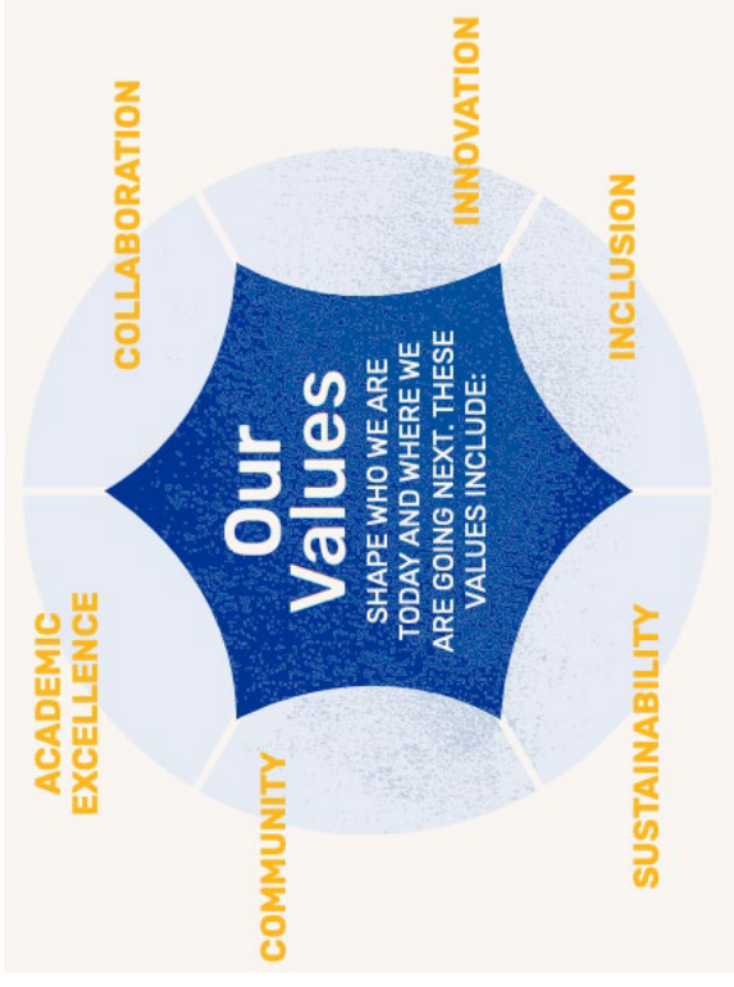 ACADEMIC
EXCELLENCE
COLLABORATION
COMMUNITY
Our
Values
SHAPE WHO WE ARE
TODAY AND WHERE WE
ARE GOING NEXT. THESE
VALUES INCLUDE:
INNOVATION
SUSTAINABILITY
INCLUSION